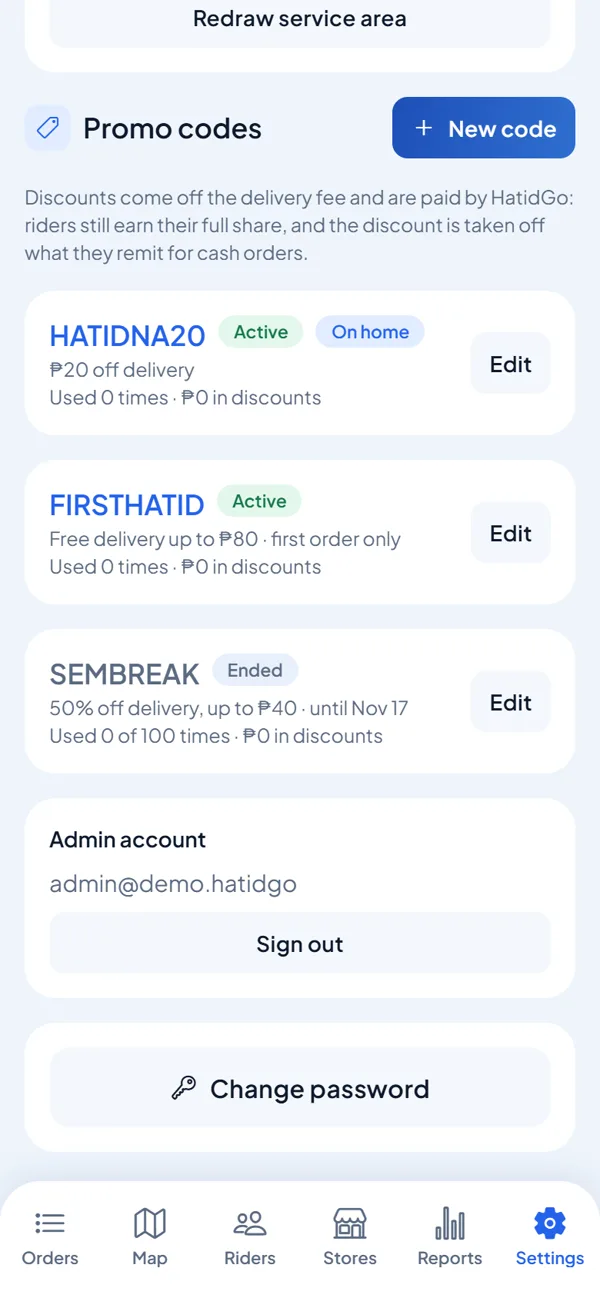 Redraw service area
Promo codes
+ New code
Discounts come off the delivery fee and are paid by HatidGo:
riders still earn their full share, and the discount is taken off
what they remit for cash orders.
HATIDNA20 Active On home
₱20 off delivery
Used 0 times · ₱0 in discounts
Edit
FIRSTHATID Active
Free delivery up to ₱80 · first order only
Used 0 times · ₱0 in discounts
Edit
SEMBREAK Ended
50% off delivery, up to ₱40 · until Nov 17
Used 0 of 100 times · ₱0 in discounts
Edit
Admin account
admin@demo.hatidgo
Sign out
Change password
Orders Map Riders Stores Reports Settings